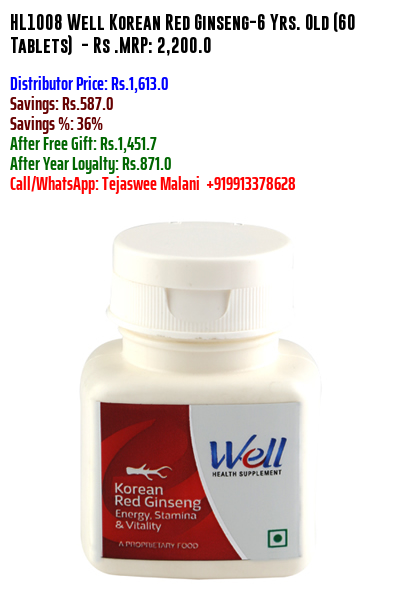 HL1008 Well Korean Red Ginseng-6 Yrs. Old (60
Tablets) - Rs .MRP: 2,200.0
Distributor Price: Rs.1,613.0
Savings: Rs.587.0
Savings %: 36%
After Free Gift: Rs.1,451.7
After Year Loyalty: Rs.871.0
Call/WhatsApp: Tejaswee Malani +919913378628
Well
HEALTH SUPPLEMENT
Korean
Red Ginseng
Energy, Stamina
& Vitality
A PROPRIETARY FOOD